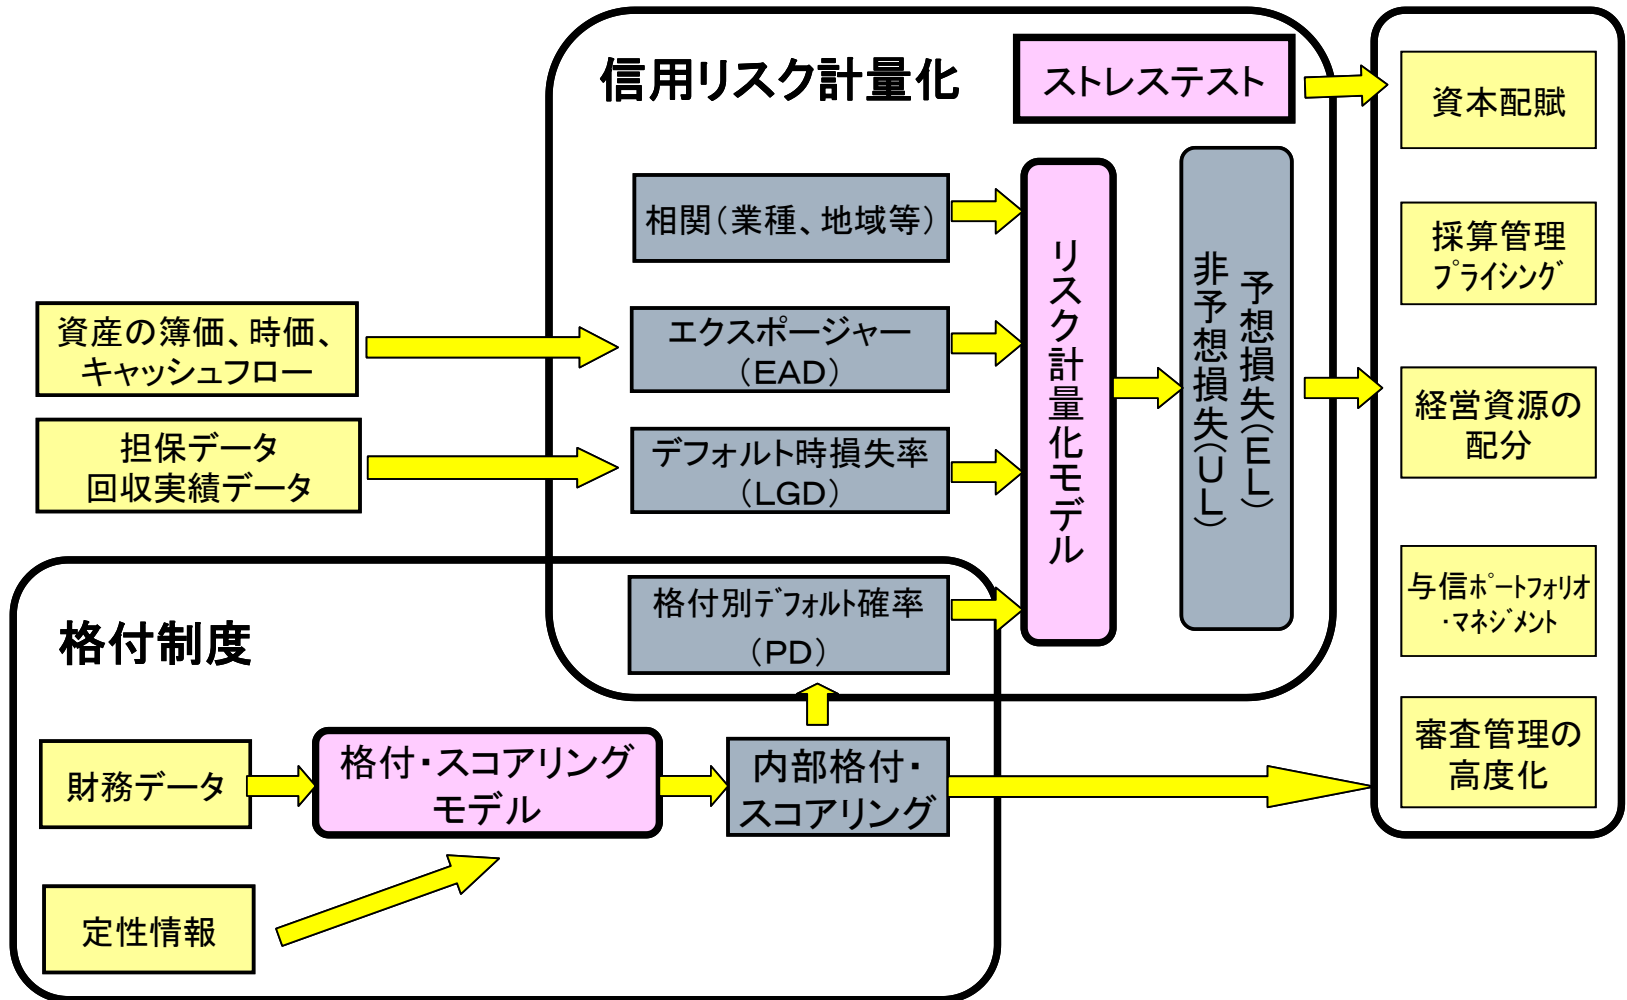 信用リスク計量化
ストレステスト
相関（業種、地域等）
資産の簿価、時価、
キャッシュフロー
エクスポージャー
（EAD）
担保データ
回収実績データ
デフォルト時損失率
（LGD）
格付別ﾃﾞﾌｫﾙﾄ確率
（PD）
リスク計量化モデル
予想損失（EL）
非予想損失（UL）
格付制度
財務データ
格付・スコアリング
モデル
内部格付・
スコアリング
定性情報
資本配賦
採算管理
ﾌﾟﾗｲｼﾝｸﾞ
経営資源の
配分
与信ﾎﾟｰﾄﾌｫﾘｵ
・ﾏﾈｼﾞﾒﾝﾄ
審査管理の
高度化